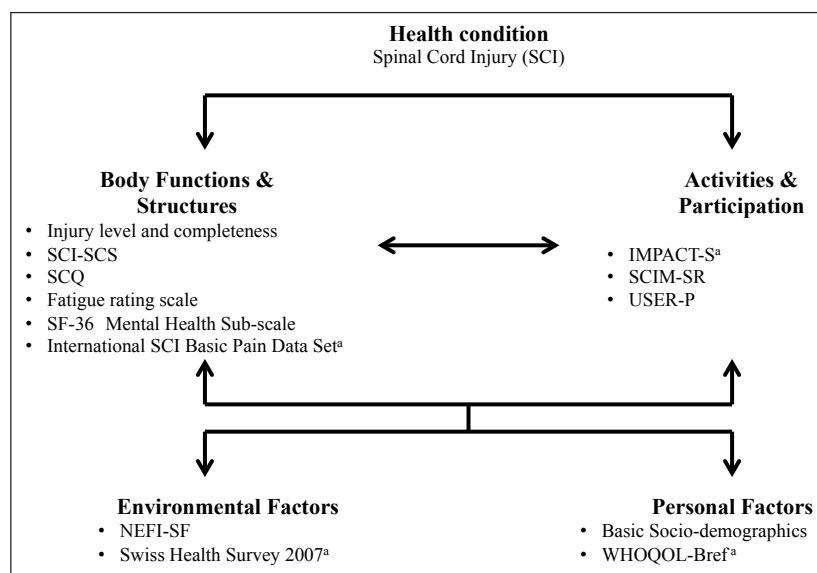 Health condition
Spinal Cord Injury (SCI)
Body Functions &
Structures
• Injury level and completeness
• SCI-SCS
• SCQ
• Fatigue rating scale
• SF-36 Mental Health Sub-scale
• International SCI Basic Pain Data Setᵃ
Activities &
Participation
• IMPACT-Sᵃ
• SCIM-SR
• USER-P
Environmental Factors
• NEFI-SF
• Swiss Health Survey 2007ᵃ
Personal Factors
• Basic Socio-demographics
• WHOQOL-Brefᵃ